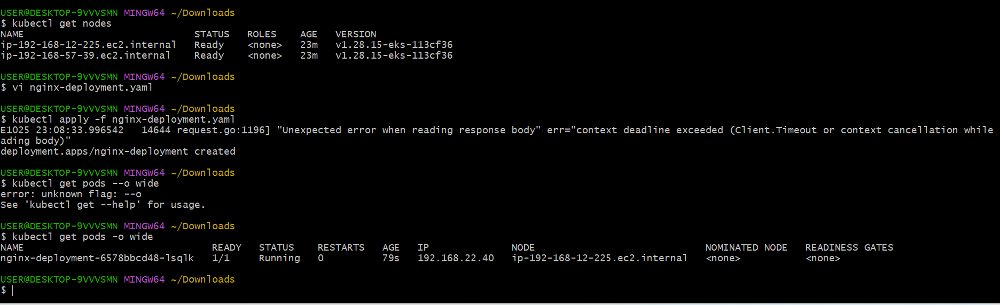 USER@DESKTOP-9VVVSMN MINGW64 ~/Downloads
$ kubectl get nodes
NAME                             STATUS   ROLES    AGE   VERSION
ip-192-168-12-225.ec2.internal   Ready    <none>   23m   v1.28.15-eks-113cf36
ip-192-168-57-39.ec2.internal    Ready    <none>   23m   v1.28.15-eks-113cf36
USER@DESKTOP-9VVVSMN MINGW64 ~/Downloads
$ vi nginx-deployment.yaml
USER@DESKTOP-9VVVSMN MINGW64 ~/Downloads
$ kubectl apply -f nginx-deployment.yaml
E1025 23:08:33.996542   14644 request.go:1196] "Unexpected error when reading response body" err="context deadline exceeded (Client.Timeout or context cancellation while
ading body)"
deployment.apps/nginx-deployment created
USER@DESKTOP-9VVVSMN MINGW64 ~/Downloads
$ kubectl get pods --o wide
error: unknown flag: --o
See 'kubectl get --help' for usage.
USER@DESKTOP-9VVVSMN MINGW64 ~/Downloads
$ kubectl get pods -o wide
NAME                                READY   STATUS    RESTARTS   AGE   IP              NODE                             NOMINATED NODE   READINESS GATES
nginx-deployment-6578bbcd48-lsqlk   1/1     Running   0          79s   192.168.22.40   ip-192-168-12-225.ec2.internal   <none>           <none>
USER@DESKTOP-9VVVSMN MINGW64 ~/Downloads
$